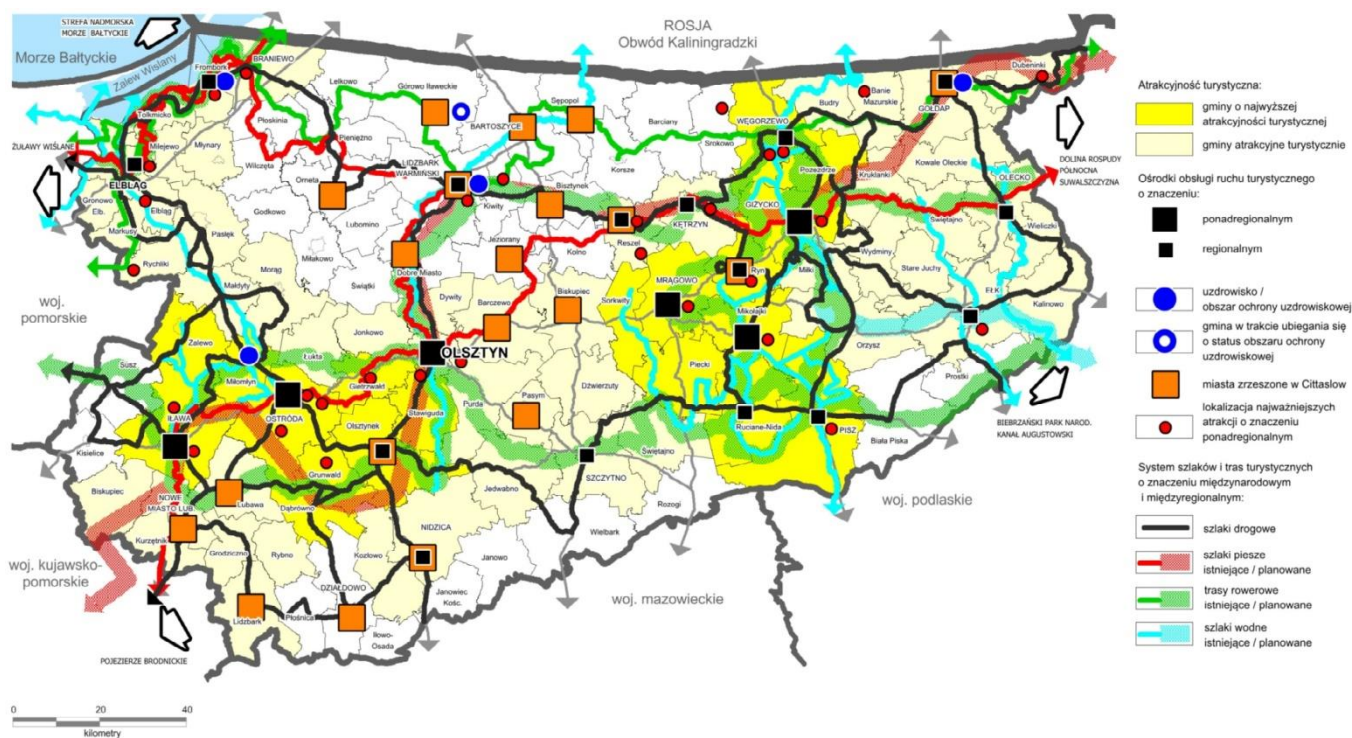 STREFA NADMORSKA
MORZE BAŁTYCKIE
Morze Bałtyckie
Zalew Wiślany
ROSJA
Obwód Kaliningradzki
Frombork
BRANIEWO
Lelkowo
Górowo Iławeckie
Sępopol
BARTOSZYCE
Barciany
WĘGORZEWO
Budry
Banie
Mazurskie
GOŁDAP
Dubeninki
Tolkmicko
Płoskinia
Pieniężno
Młynary
Milejewo
Wilczęta
Orneta
LIDZBARK
WARMIŃSKI
Bisztynek
Korsze
Srokowo
Pozezdrze
Kruklanki
Kowale Oleckie
OLECKO
ŻUŁAWY WIŚLANE
ELBLĄG
Gronowo
Elb.
Elbląg
Markusy
Pasłęk
Godkowo
Lubomino
Kiwity
Jeziorany
Kolno
Reszel
KĘTRZYN
GIŻYCKO
Świętajno
Wieliczki
Rychliki
Małdyty
Morąg
Miłakowo
Świątki
Dobre Miasto
Dywity
Barczewo
Biskupiec
Sorkwity
MRĄGOWO
Ryn
Miłki
Wydminy
Stare Juchy
EŁK
Kalinowo
DOLINA ROSPUDY
PÓŁNOCNA
SUWALSZCZYZNA
woj.
pomorskie
Zalewo
Jonkowo
Łukta
Miłomłyn
Susz
OLSZTYN
Gietrzwałd
Mikołajki
Orzysz
Prostki
Piecki
Dźwierzuty
Pasym
Purda
Stawiguda
OSTRÓDA
IŁAWA
Olsztynek
Kisielice
Grunwald
Ruciane-Nida
PISZ
Biała Piska
BIEBRZAŃSKI PARK NAROD.
KANAŁ AUGUSTOWSKI
Świętajno
SZCZYTNO
Biskupiec
NOWE
MIASTO LUB.
Lubawa
Dąbrówno
Jedwabno
Rozogi
woj. podlaskie
Kurzętnik
Grodziczno
Rybno
Kozłowo
NIDZICA
Wielbark
Janowo
Janowiec
Kośc.
DZIAŁDOWO
Płośnica
Lidzbark
Iłowo-
Osada
woj. kujawsko-
pomorskie
woj. mazowieckie
POJEZIERZE BRODNICKIE
0 20 40
kilometry
Atrakcyjność turystyczna:
gminy o najwyższej
atrakcyjności turystycznej
gminy atrakcyjne turystycznie
Ośrodki obsługi ruchu turystycznego
o znaczeniu:
ponadregionalnym
regionalnym
uzdrowisko /
obszar ochrony uzdrowiskowej
gmina w trakcie ubiegania się
o status obszaru ochrony
uzdrowiskowej
miasta zrzeszone w Cittaslow
lokalizacja najważniejszych
atrakcji o znaczeniu
ponadregionalnym
System szlaków i tras turystycznych
o znaczeniu międzynarodowym
i międzyregionalnym:
szlaki drogowe
szlaki piesze
istniejące / planowane
trasy rowerowe
istniejące / planowane
szlaki wodne
istniejące / planowane